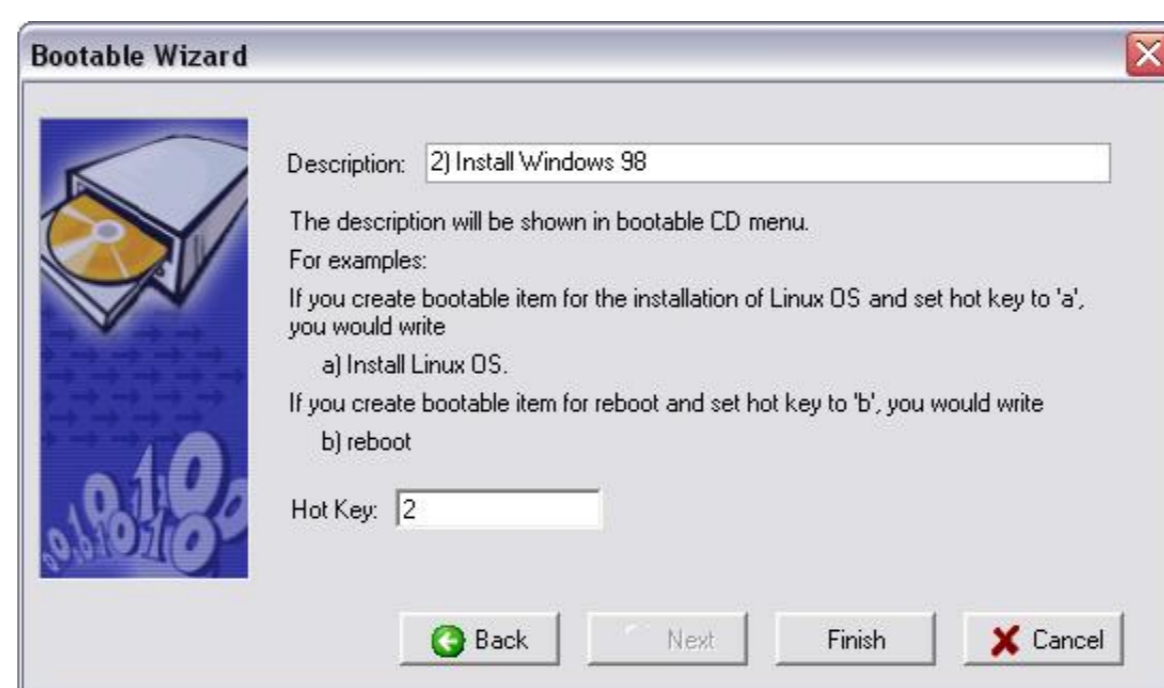 Bootable Wizard
Description: 2) Install Windows 98
The description will be shown in bootable CD menu.
For examples:
If you create bootable item for the installation of Linux OS and set hot key to 'a',
you would write
a) Install Linux OS.
If you create bootable item for reboot and set hot key to 'b', you would write
b) reboot
Hot Key: 2
Back Next Finish Cancel